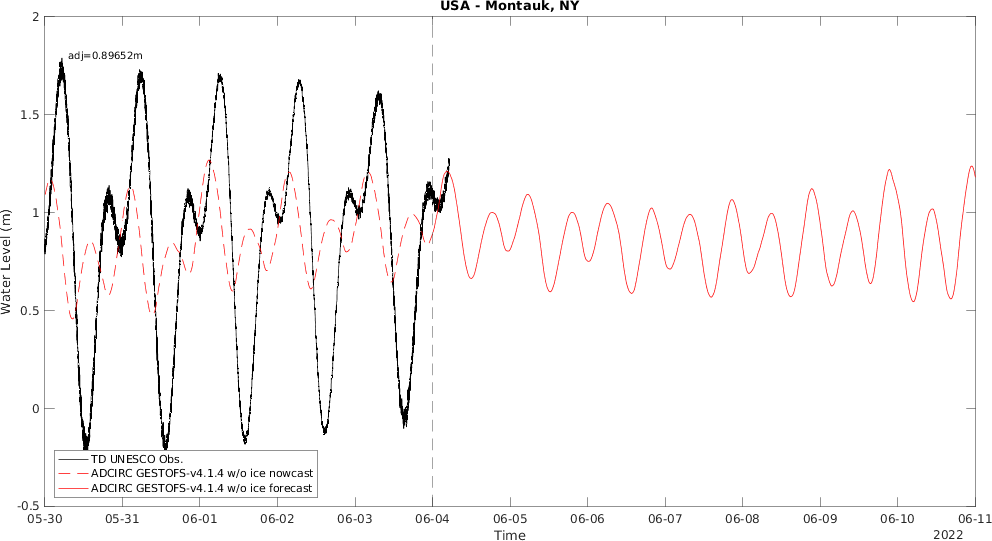 USA - Montauk, NY
adj=0.89652m
Water Level (m)
2
1.5
1
0.5
0
-0.5
TD UNESCO Obs.
ADCIRC GESTOFS-v4.1.4 w/o ice nowcast
ADCIRC GESTOFS-v4.1.4 w/o ice forecast
05-30 05-31 06-01 06-02 06-03 06-04 06-05 06-06 06-07 06-08 06-09 06-10 06-11
Time
2022